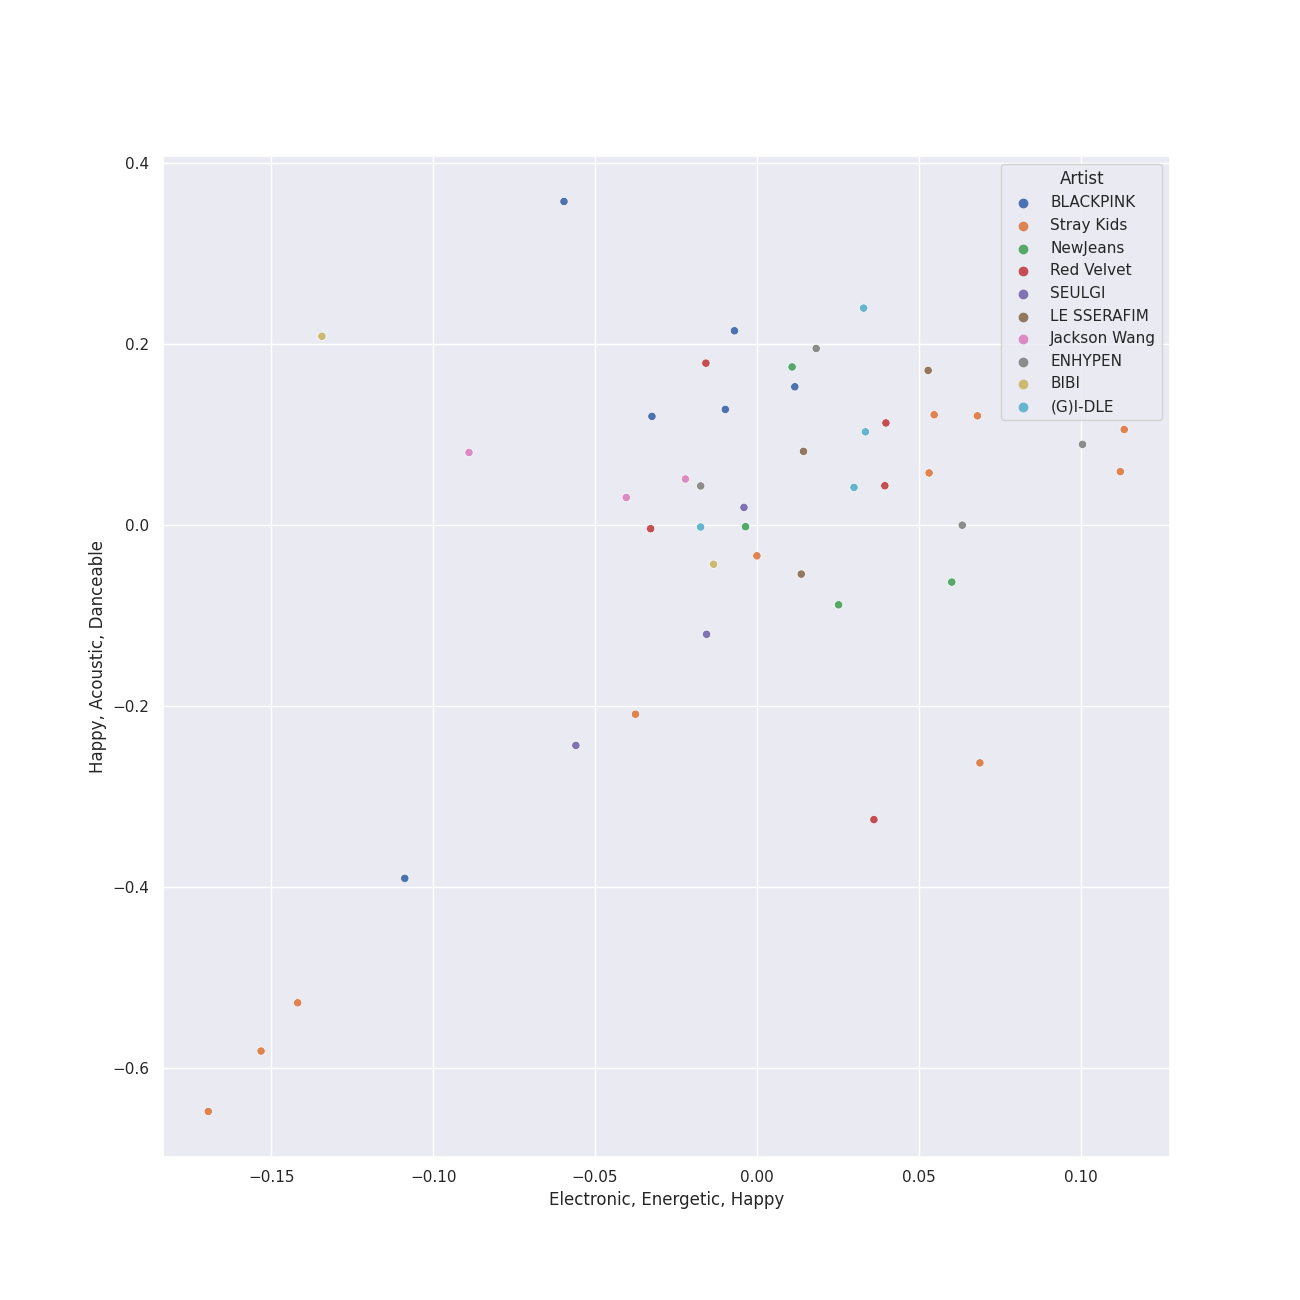 0.4
0.2
0.0
−0.2
−0.4
−0.6
Happy, Acoustic, Danceable
Artist
BLACKPINK
Stray Kids
NewJeans
Red Velvet
SEULGI
LE SSERAFIM
Jackson Wang
ENHYPEN
BIBI
(G)I-DLE
−0.15 −0.10 −0.05 0.00 0.05 0.10
Electronic, Energetic, Happy